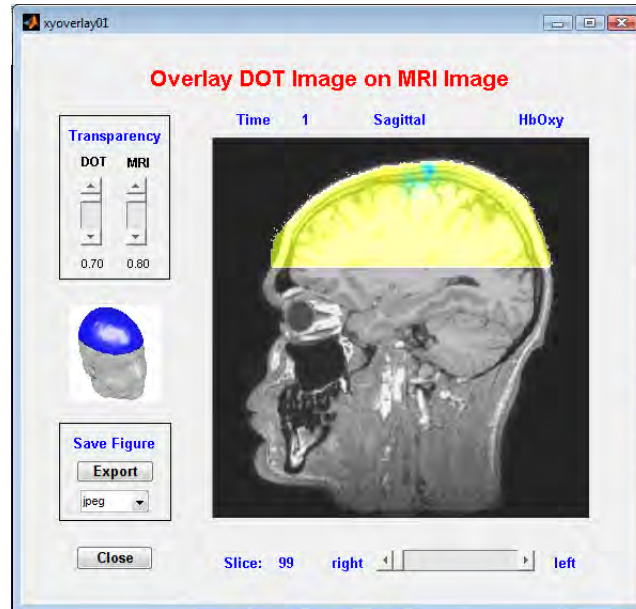 xyoverlay01
Overlay DOT Image on MRI Image
Time 1 Sagittal HbOxy
Transparency
DOT MRI
0.70 0.80
Save Figure
Export
jpeg
Close
Slice: 99 right left